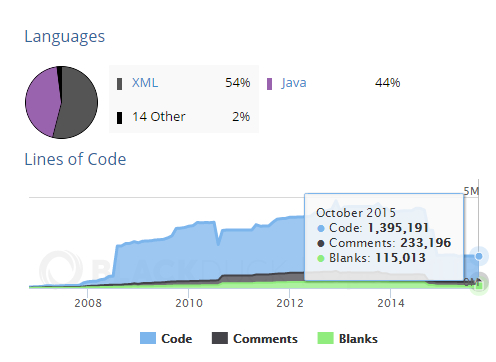 Languages
XML 54%
Java 44%
14 Other 2%
Lines of Code
5M
October 2015
Code: 1,395,191
Comments: 233,196
Blanks: 115,013
2008
2010
2012
2014
Code
Comments
Blanks